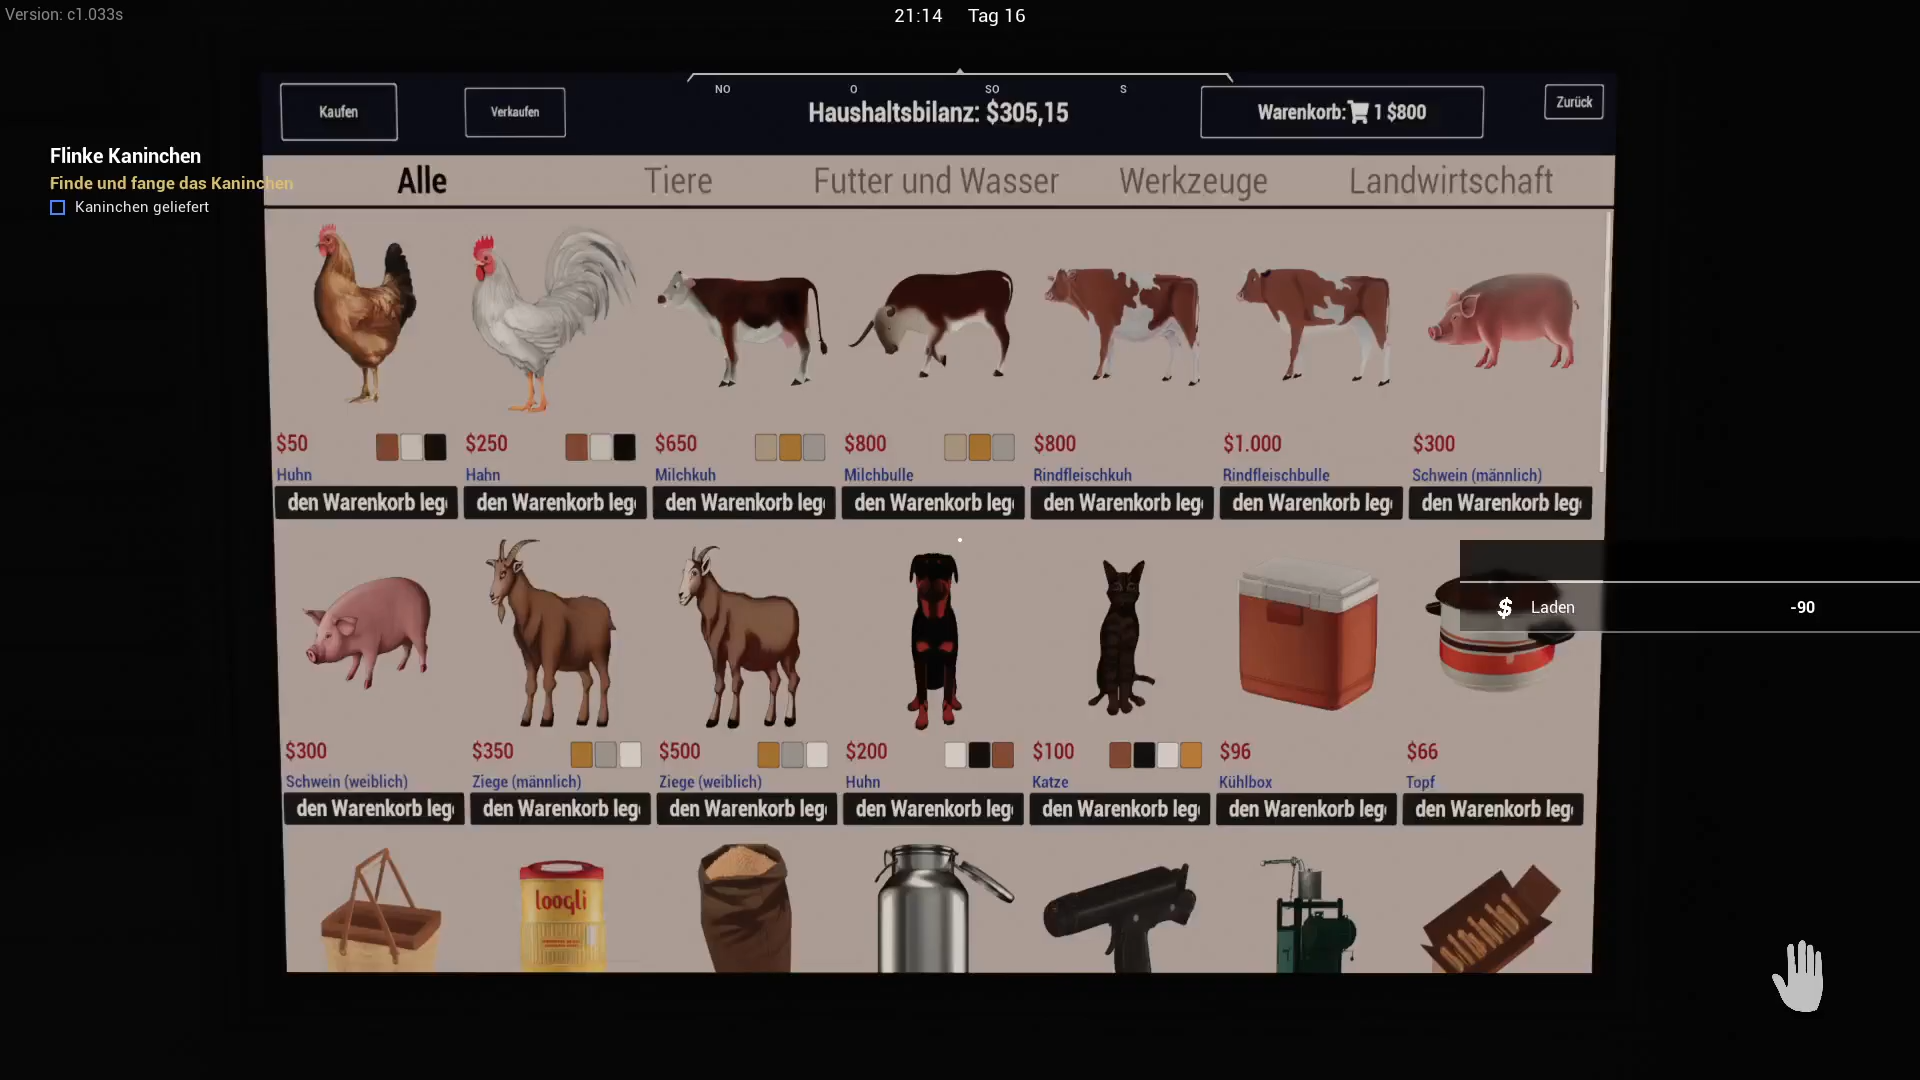 Version: c1.033s
21:14 Tag 16
NO O SO S
Kaufen
Verkaufen
Haushaltsbilanz: $305,15
Warenkorb: 1 $800
Zurück
Flinke Kaninchen
Finde und fange das Kaninchen
Kaninchen geliefert
Alle
Tiere
Futter und Wasser
Werkzeuge
Landwirtschaft
$50
Huhn
den Warenkorb leg
$250
Hahn
den Warenkorb leg
$650
Milchkuh
den Warenkorb leg
$800
Milchbulle
den Warenkorb leg
$800
Rindfleischkuh
den Warenkorb leg
$1.000
Rindfleischbulle
den Warenkorb leg
$300
Schwein (männlich)
den Warenkorb leg
$300
Schwein (weiblich)
den Warenkorb leg
$350
Ziege (männlich)
den Warenkorb leg
$500
Ziege (weiblich)
den Warenkorb leg
$200
Huhn
den Warenkorb leg
$100
Katze
den Warenkorb leg
$96
Kühlbox
den Warenkorb leg
$66
Topf
den Warenkorb leg
$ Laden -90
loogli